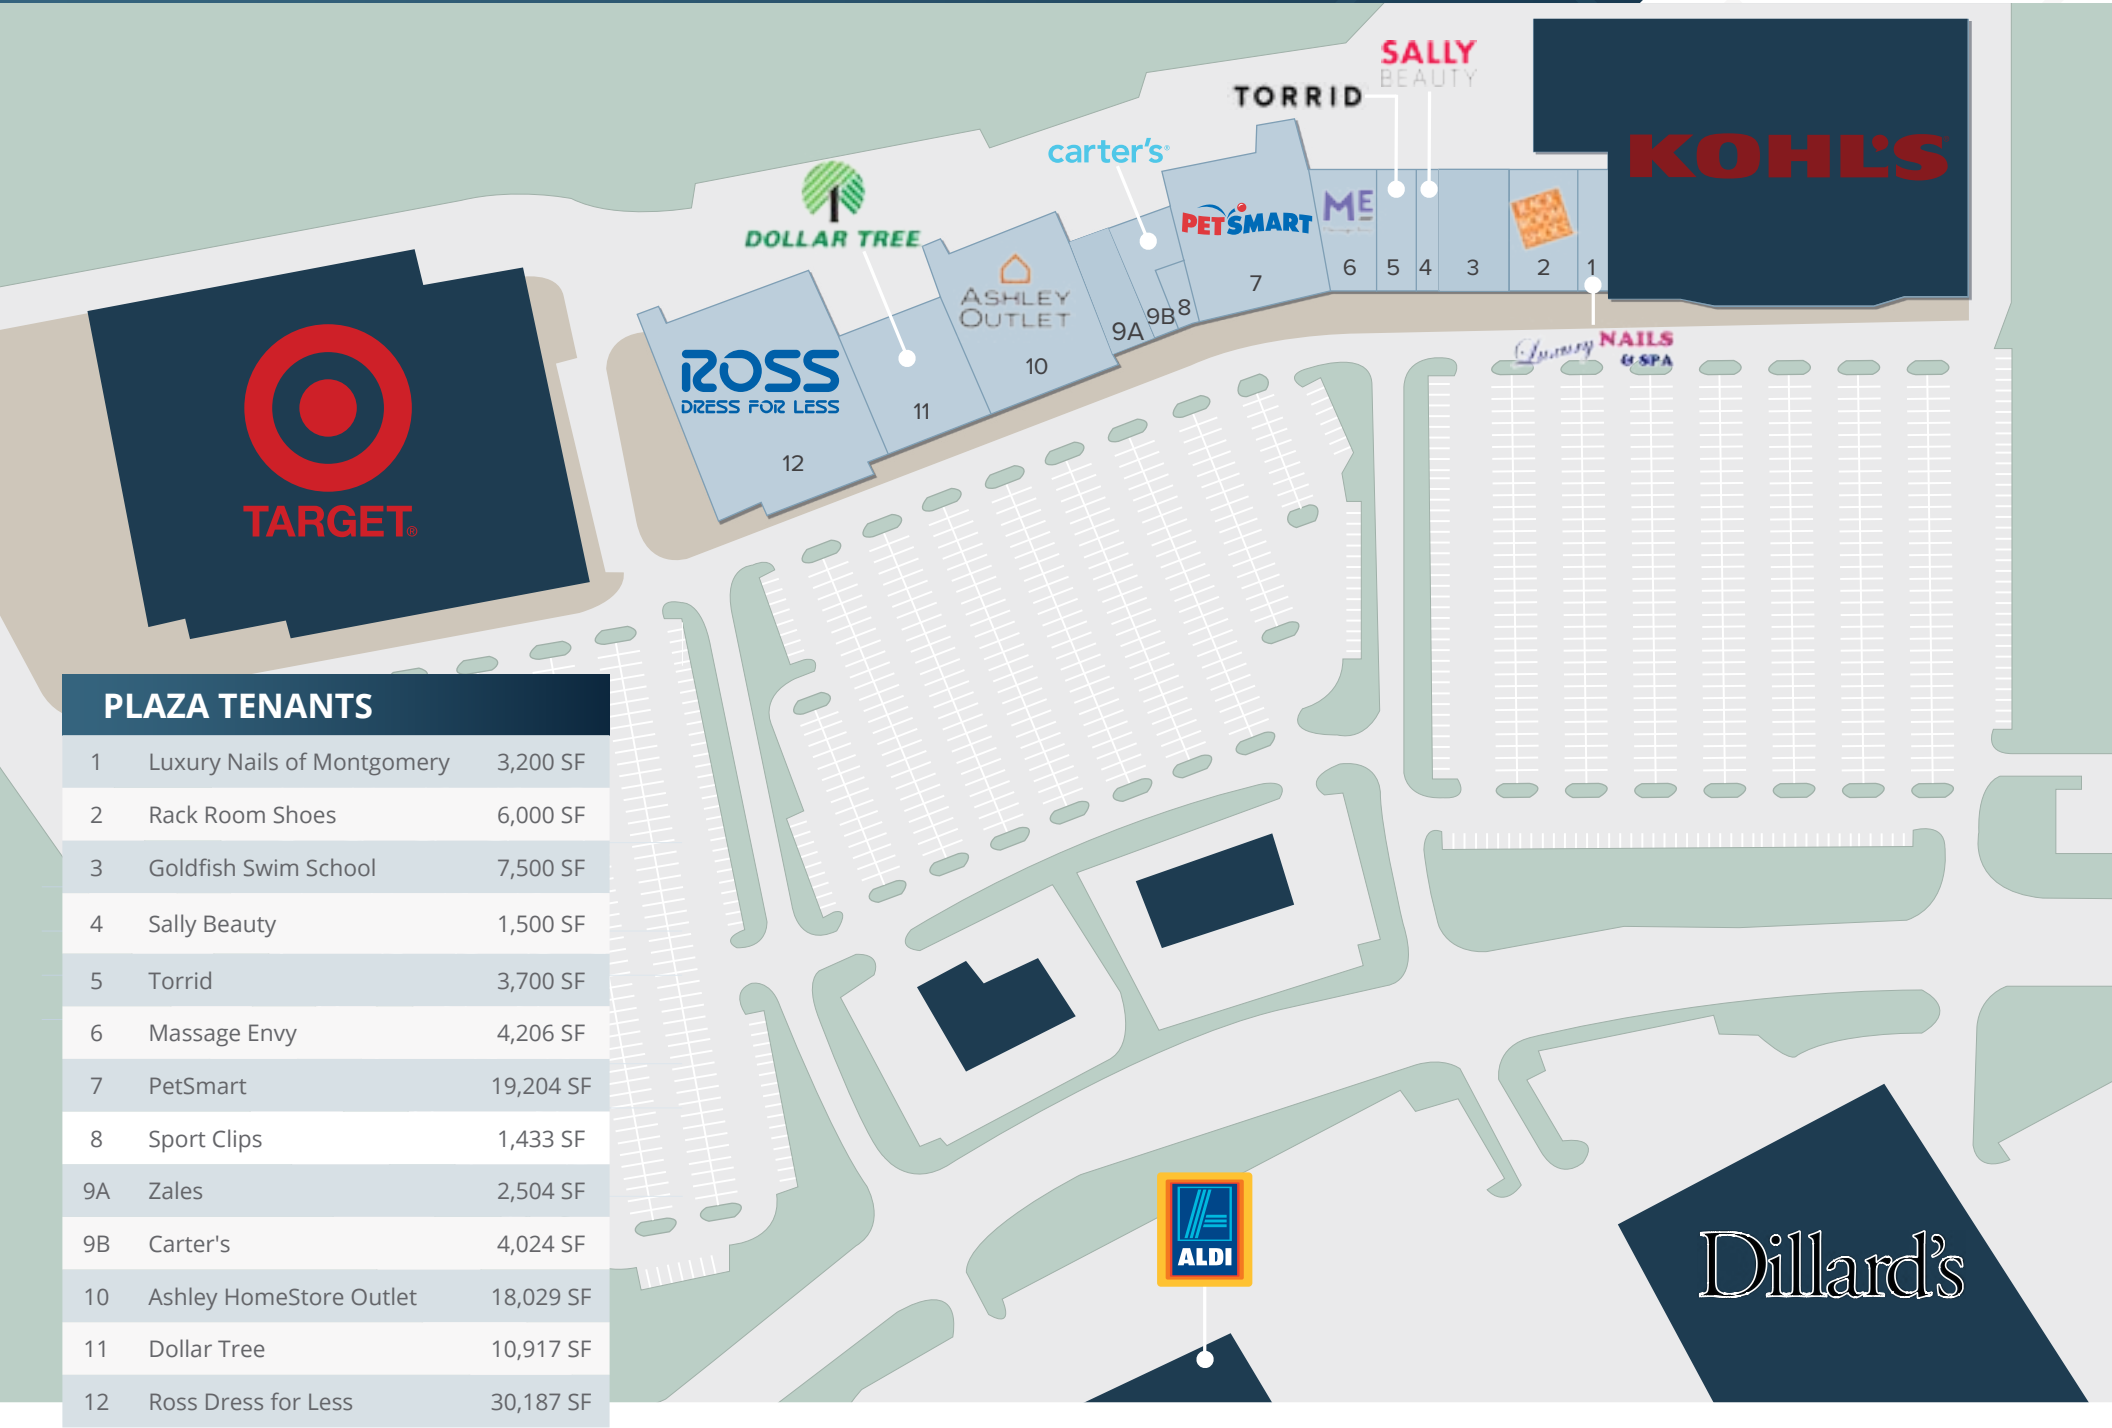 SALLY
BEAUTY
TORRID
carter's®
KOHL'S
DOLLAR TREE
PETSMART
ME
RACK
ROOM
SHOES
ASHLEY
OUTLET
1
2
3
4
5
6
7
8
9B
9A
10
11
12
ROSS
DRESS FOR LESS
Luxury NAILS
& SPA
TARGET®
PLAZA TENANTS
1 Luxury Nails of Montgomery 3,200 SF
2 Rack Room Shoes 6,000 SF
3 Goldfish Swim School 7,500 SF
4 Sally Beauty 1,500 SF
5 Torrid 3,700 SF
6 Massage Envy 4,206 SF
7 PetSmart 19,204 SF
8 Sport Clips 1,433 SF
9A Zales 2,504 SF
9B Carter's 4,024 SF
10 Ashley HomeStore Outlet 18,029 SF
11 Dollar Tree 10,917 SF
12 Ross Dress for Less 30,187 SF
ALDI
Dillard's